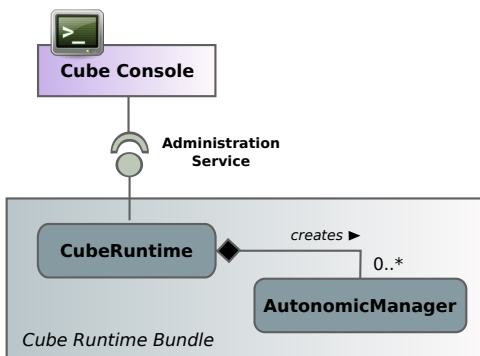 >_
Cube Console
Administration
Service
CubeRuntime
creates ►
0..*
AutonomicManager
Cube Runtime Bundle